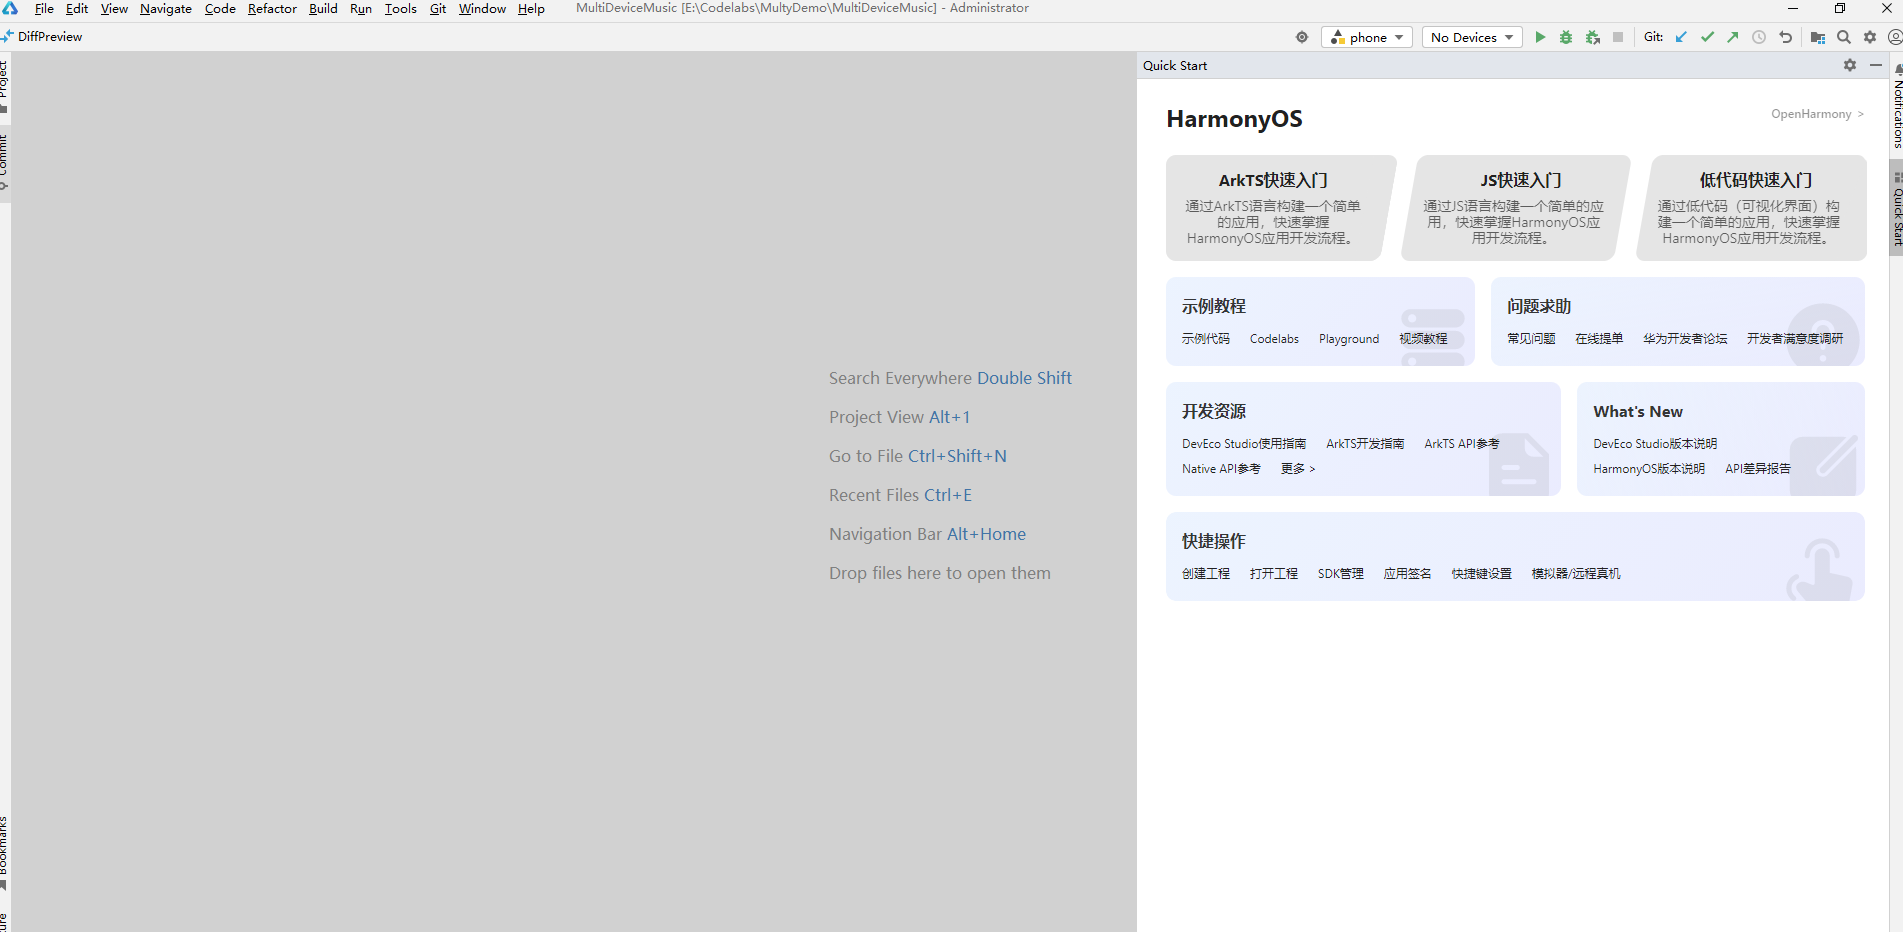 File Edit View Navigate Code Refactor Build Run Tools Git Window Help MultiDeviceMusic [E:\Codelabs\MultyDemo\MultiDeviceMusic] - Administrator
DiffPreview phone No Devices Git:
Project
Commit
Bookmarks
Search Everywhere Double Shift
Project View Alt+1
Go to File Ctrl+Shift+N
Recent Files Ctrl+E
Navigation Bar Alt+Home
Drop files here to open them
Quick Start
HarmonyOS
OpenHarmony >
ArkTS快速入门
通过ArkTS语言构建一个简单
的应用，快速掌握
HarmonyOS应用开发流程。
JS快速入门
通过JS语言构建一个简单的应
用，快速掌握HarmonyOS应
用开发流程。
低代码快速入门
通过低代码（可视化界面）构
建一个简单的应用，快速掌握
HarmonyOS应用开发流程。
示例教程
示例代码 Codelabs Playground 视频教程
问题求助
常见问题 在线提单 华为开发者论坛 开发者满意度调研
开发资源
DevEco Studio使用指南 ArkTS开发指南 ArkTS API参考
Native API参考 更多 >
What's New
DevEco Studio版本说明
HarmonyOS版本说明 API差异报告
快捷操作
创建工程 打开工程 SDK管理 应用签名 快捷键设置 模拟器/远程真机
Notifications
Quick Start